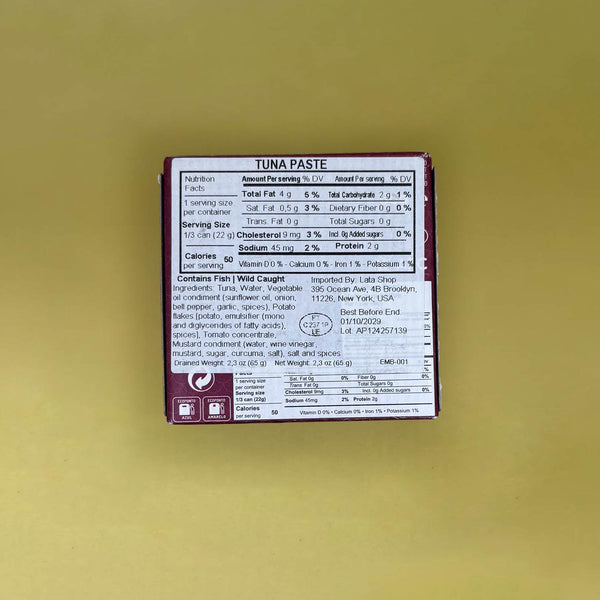 TUNA PASTE
Nutrition Facts
1 serving size per container
Serving Size 1/3 can (22 g)
Calories per serving 50
Amount Per serving % DV Amount Per serving % DV
Total Fat 4 g 6 % Total Carbohydrate 2 g 1 %
Sat. Fat 0,5 g 3 % Dietary Fiber 0 g 0 %
Trans. Fat 0 g Total Sugars 0 g
Cholesterol 9 mg 3 % Incl. 0g Added sugars 0 %
Sodium 45 mg 2 % Protein 2 g
Vitamin D 0 % - Calcium 0 % - Iron 1 % - Potassium 1 %
Contains Fish | Wild Caught
Ingredients: Tuna, Water, Vegetable
oil condiment (sunflower oil, onion,
bell pepper, garlic, spices), Potato
flakes [potato, emulsifier (mono
and diglycerides of fatty acids),
spices], Tomato concentrate,
Mustard condiment (water, wine vinegar,
mustard, sugar, curcuma, salt), salt and spices
Drained Weight: 2,3 oz (65 g) Net Weight: 2,3 oz (65 g)
Imported By: Lata Shop
395 Ocean Ave, 4B Brooklyn,
11226, New York, USA
PT
C 237 1P
LE
Best Before End:
01/10/2029
Lot: AP124257139
EMB-001
Sat. Fat 0g 0% Fiber 0g 0%
1 serving size Trans. Fat 0g Total Sugars 0g
per container Cholesterol 9mg 3% Incl. 0g Added Sugars 0%
Serving size
1/3 can (22g) Sodium 45mg 2% Protein 2g
Calories
per serving 50 Vitamin D 0% • Calcium 0% • Iron 1% • Potassium 1%
ECOPONTO
AZUL
ECOPONTO
AMARELO